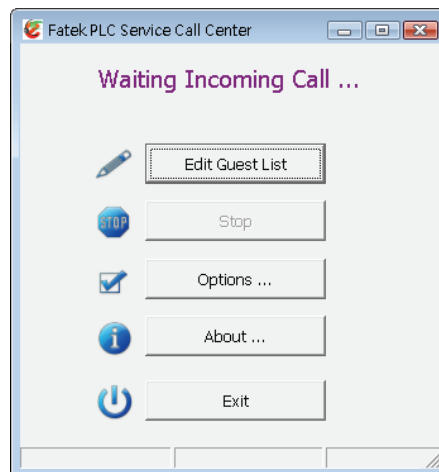 Fatek PLC Service Call Center
Waiting Incoming Call ...
Edit Guest List
STOP
Stop
Options ...
About ...
Exit